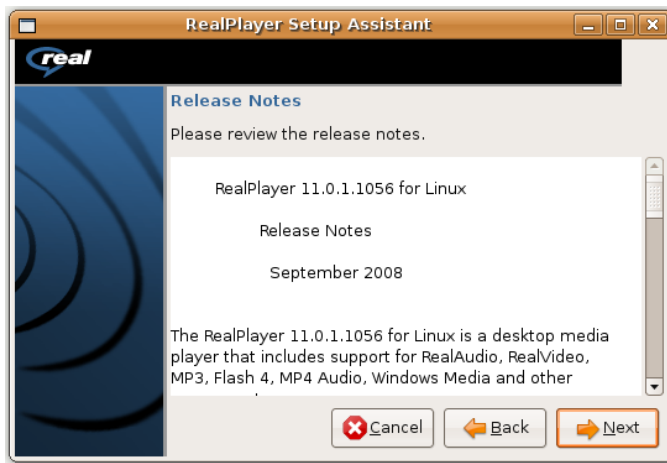 RealPlayer Setup Assistant
real
Release Notes
Please review the release notes.
RealPlayer 11.0.1.1056 for Linux
Release Notes
September 2008
The RealPlayer 11.0.1.1056 for Linux is a desktop media
player that includes support for RealAudio, RealVideo,
MP3, Flash 4, MP4 Audio, Windows Media and other
Cancel
Back
Next